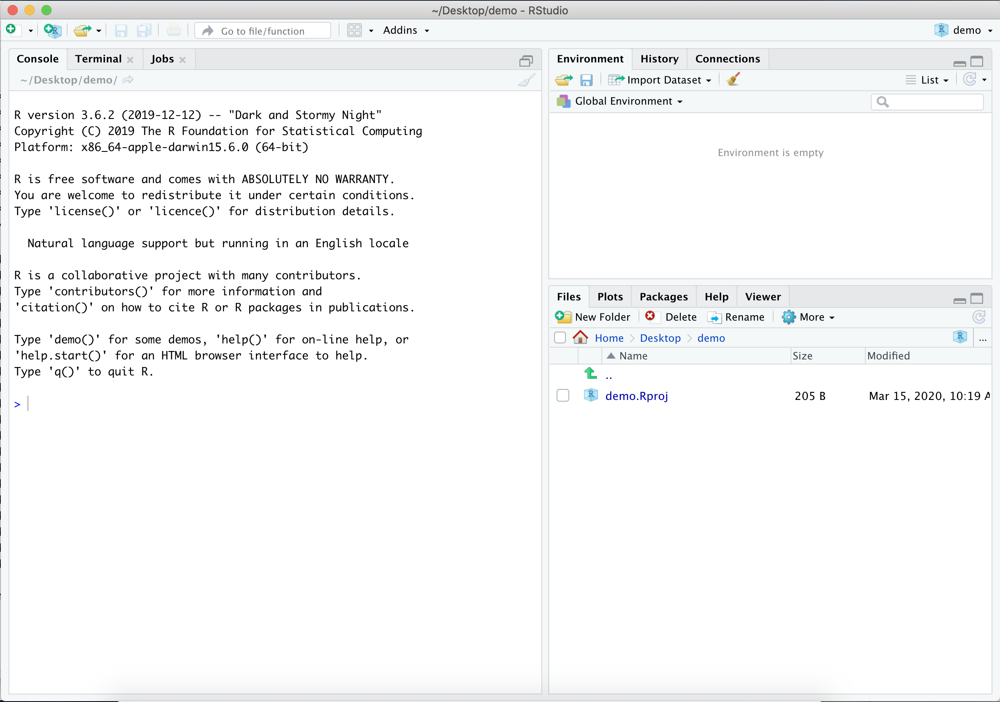 ~/Desktop/demo - RStudio
Go to file/function
Addins
demo
Console Terminal Jobs
~/Desktop/demo/
R version 3.6.2 (2019-12-12) -- "Dark and Stormy Night"
Copyright (C) 2019 The R Foundation for Statistical Computing
Platform: x86_64-apple-darwin15.6.0 (64-bit)
R is free software and comes with ABSOLUTELY NO WARRANTY.
You are welcome to redistribute it under certain conditions.
Type 'license()' or 'licence()' for distribution details.
Natural language support but running in an English locale
R is a collaborative project with many contributors.
Type 'contributors()' for more information and
'citation()' on how to cite R or R packages in publications.
Type 'demo()' for some demos, 'help()' for on-line help, or
'help.start()' for an HTML browser interface to help.
Type 'q()' to quit R.
>
Environment History Connections
Import Dataset List
Global Environment
Environment is empty
Files Plots Packages Help Viewer
New Folder Delete Rename More
Home Desktop demo ...
Name Size Modified
..
demo.Rproj 205 B Mar 15, 2020, 10:19 A